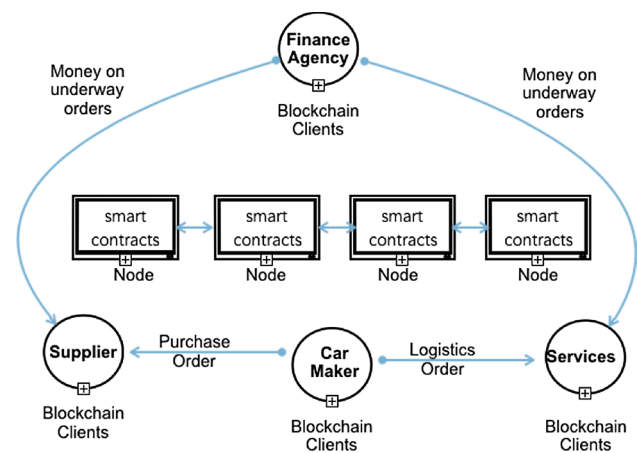 Finance
Agency
Blockchain
Clients
Money on
underway
orders
Money on
underway
orders
smart
contracts
Node
smart
contracts
Node
smart
contracts
Node
smart
contracts
Node
Supplier
Blockchain
Clients
Purchase
Order
Car
Maker
Blockchain
Clients
Logistics
Order
Services
Blockchain
Clients